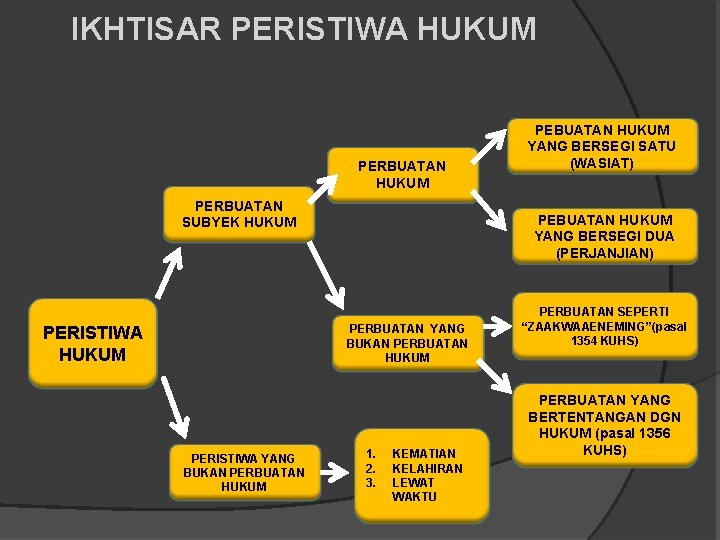 IKHTISAR PERISTIWA HUKUM
PEBUATAN HUKUM
YANG BERSEGI SATU
(WASIAT)
PERBUATAN
HUKUM
PERBUATAN
SUBYEK HUKUM
PEBUATAN HUKUM
YANG BERSEGI DUA
(PERJANJIAN)
PERISTIWA
HUKUM
PERBUATAN YANG
BUKAN PERBUATAN
HUKUM
PERBUATAN SEPERTI
“ZAAKWAAENEMING”(pasal
1354 KUHS)
PERBUATAN YANG
BERTENTANGAN DGN
HUKUM (pasal 1356
KUHS)
PERISTIWA YANG
BUKAN PERBUATAN
HUKUM
1. KEMATIAN
2. KELAHIRAN
3. LEWAT
WAKTU